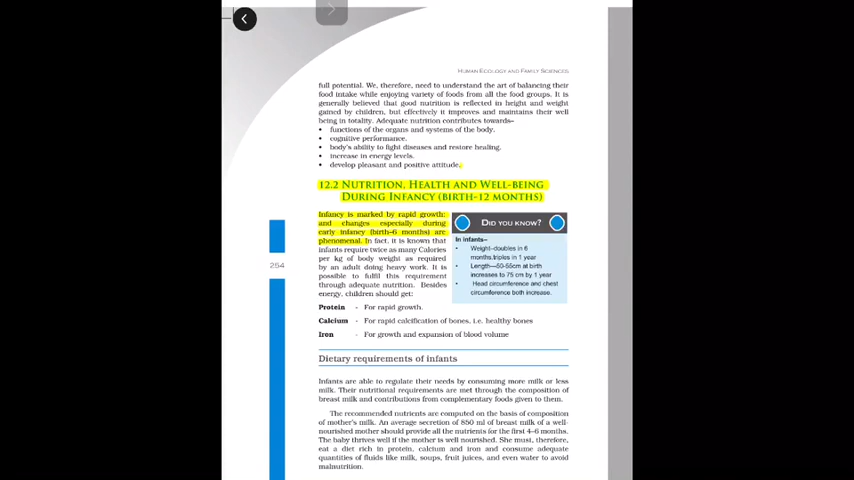 HUMAN ECOLOGY AND FAMILY SCIENCES
full potential. We, therefore, need to understand the art of balancing their
food intake while enjoying variety of foods from all the food groups. It is
generally believed that good nutrition is reflected in height and weight
gained by children, but effectively it improves and maintains their well
being in totality. Adequate nutrition contributes towards–
• functions of the organs and systems of the body.
• cognitive performance.
• body's ability to fight diseases and restore healing.
• increase in energy levels.
• develop pleasant and positive attitude.
12.2 NUTRITION, HEALTH AND WELL-BEING
DURING INFANCY (BIRTH-12 MONTHS)
Infancy is marked by rapid growth;
and changes especially during
early infancy (birth–6 months) are
phenomenal. In fact, it is known that
infants require twice as many Calories
per kg of body weight as required
by an adult doing heavy work. It is
possible to fulfil this requirement
through adequate nutrition. Besides
energy, children should get:
DID YOU KNOW?
In infants–
• Weight–doubles in 6
months,triples in 1 year
• Length–50-55cm at birth
increases to 75 cm by 1 year
• Head circumference and chest
circumference both increase.
254
Protein - For rapid growth.
Calcium - For rapid calcification of bones, i.e. healthy bones
Iron - For growth and expansion of blood volume
Dietary requirements of infants
Infants are able to regulate their needs by consuming more milk or less
milk. Their nutritional requirements are met through the composition of
breast milk and contributions from complementary foods given to them.
The recommended nutrients are computed on the basis of composition
of mother's milk. An average secretion of 850 ml of breast milk of a well-
nourished mother should provide all the nutrients for the first 4–6 months.
The baby thrives well if the mother is well nourished. She must, therefore,
eat a diet rich in protein, calcium and iron and consume adequate
quantities of fluids like milk, soups, fruit juices, and even water to avoid
malnutrition.